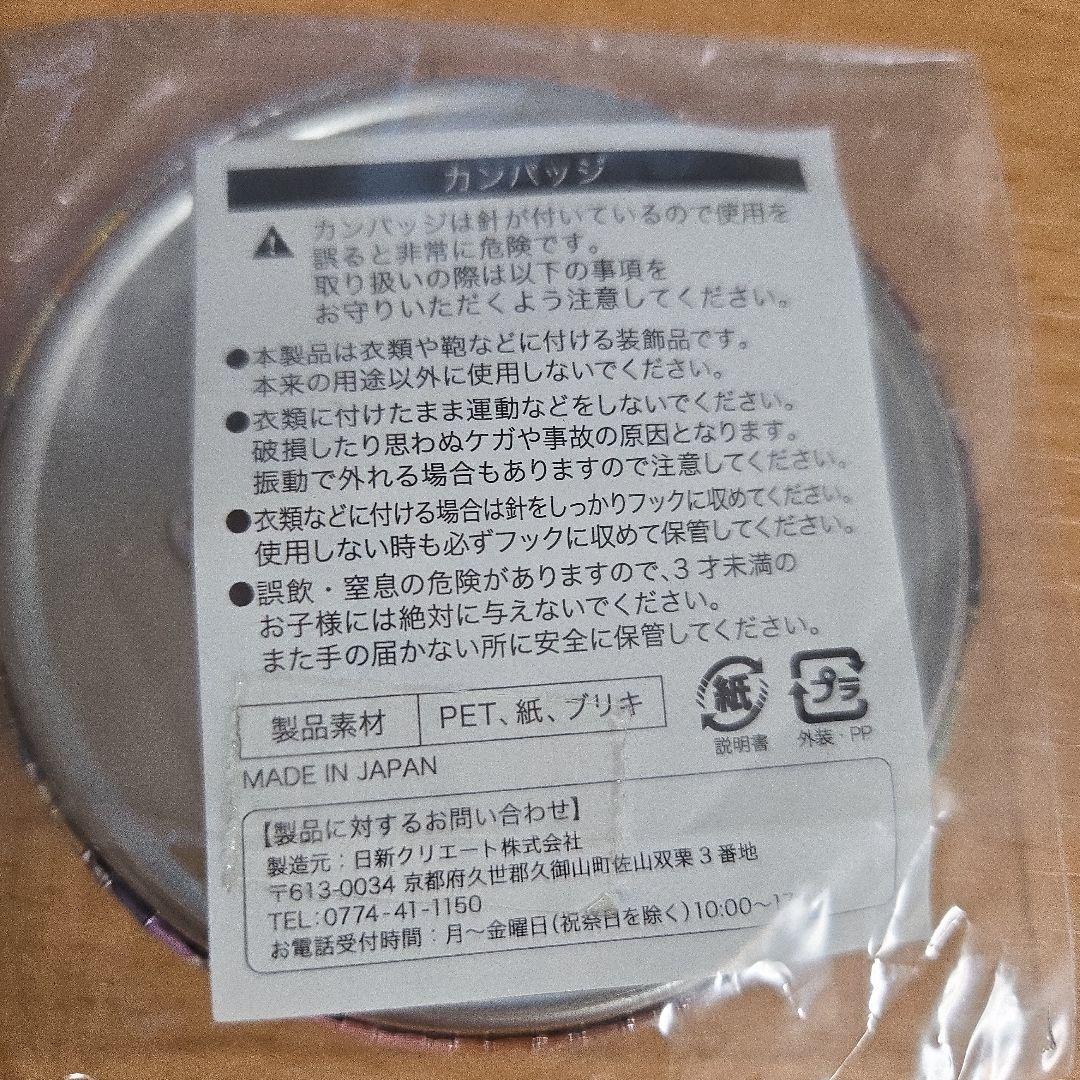 カンバッジ
カンバッジは針が付いているので使用を
誤ると非常に危険です。
取り扱いの際は以下の事項を
お守りいただくよう注意してください。
●本製品は衣類や鞄などに付ける装飾品です。
本来の用途以外に使用しないでください。
●衣類に付けたまま運動などをしないでください。
破損したり思わぬケガや事故の原因となります。
振動で外れる場合もありますので注意してください。
●衣類などに付ける場合は針をしっかりフックに収めてください。
使用しない時も必ずフックに収めて保管してください。
●誤飲・窒息の危険がありますので、3才未満の
お子様には絶対に与えないでください。
また手の届かない所に安全に保管してください。
製品素材 PET、紙、ブリキ
紙 プラ
説明書 外装・PP
MADE IN JAPAN
【製品に対するお問い合わせ】
製造元：日新クリエート株式会社
〒613-0034 京都府久世郡久御山町佐山双栗3番地
TEL:0774-41-1150
お電話受付時間：月〜金曜日(祝祭日を除く)10:00〜